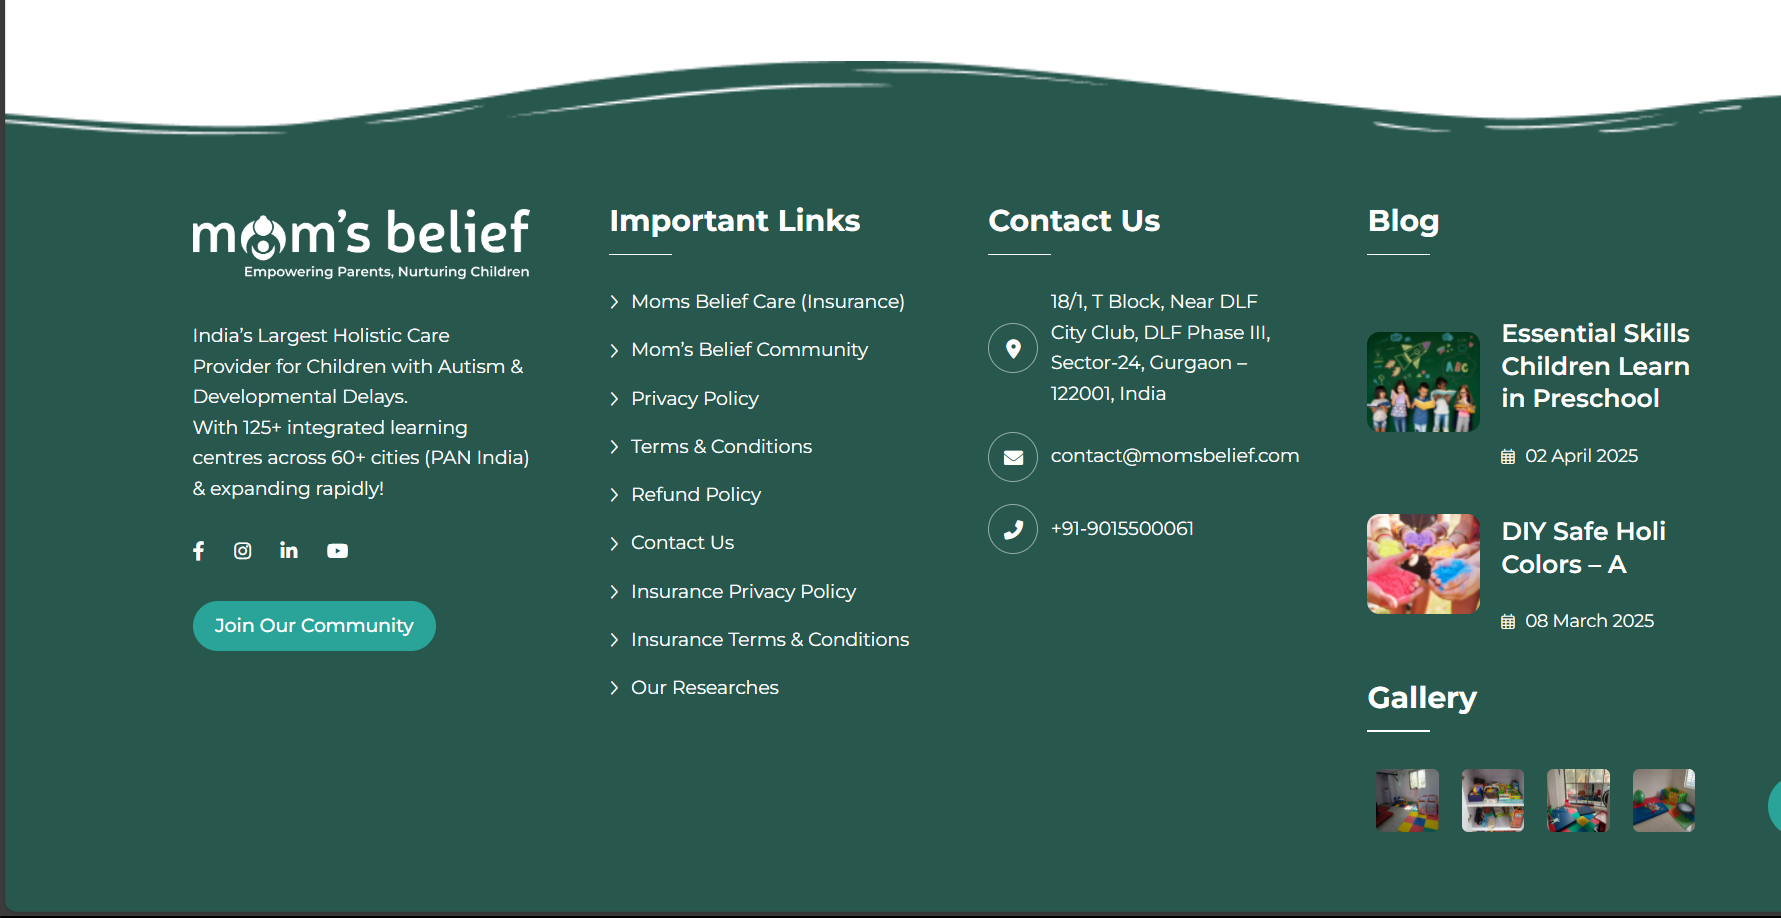 mom's belief
Empowering Parents, Nurturing Children
India's Largest Holistic Care
Provider for Children with Autism &
Developmental Delays.
With 125+ integrated learning
centres across 60+ cities (PAN India)
& expanding rapidly!
Join Our Community
Important Links
Moms Belief Care (Insurance)
Mom's Belief Community
Privacy Policy
Terms & Conditions
Refund Policy
Contact Us
Insurance Privacy Policy
Insurance Terms & Conditions
Our Researches
Contact Us
18/1, T Block, Near DLF
City Club, DLF Phase III,
Sector-24, Gurgaon –
122001, India
contact@momsbelief.com
+91-9015500061
Blog
ABC
Essential Skills
Children Learn
in Preschool
02 April 2025
DIY Safe Holi
Colors – A
08 March 2025
Gallery